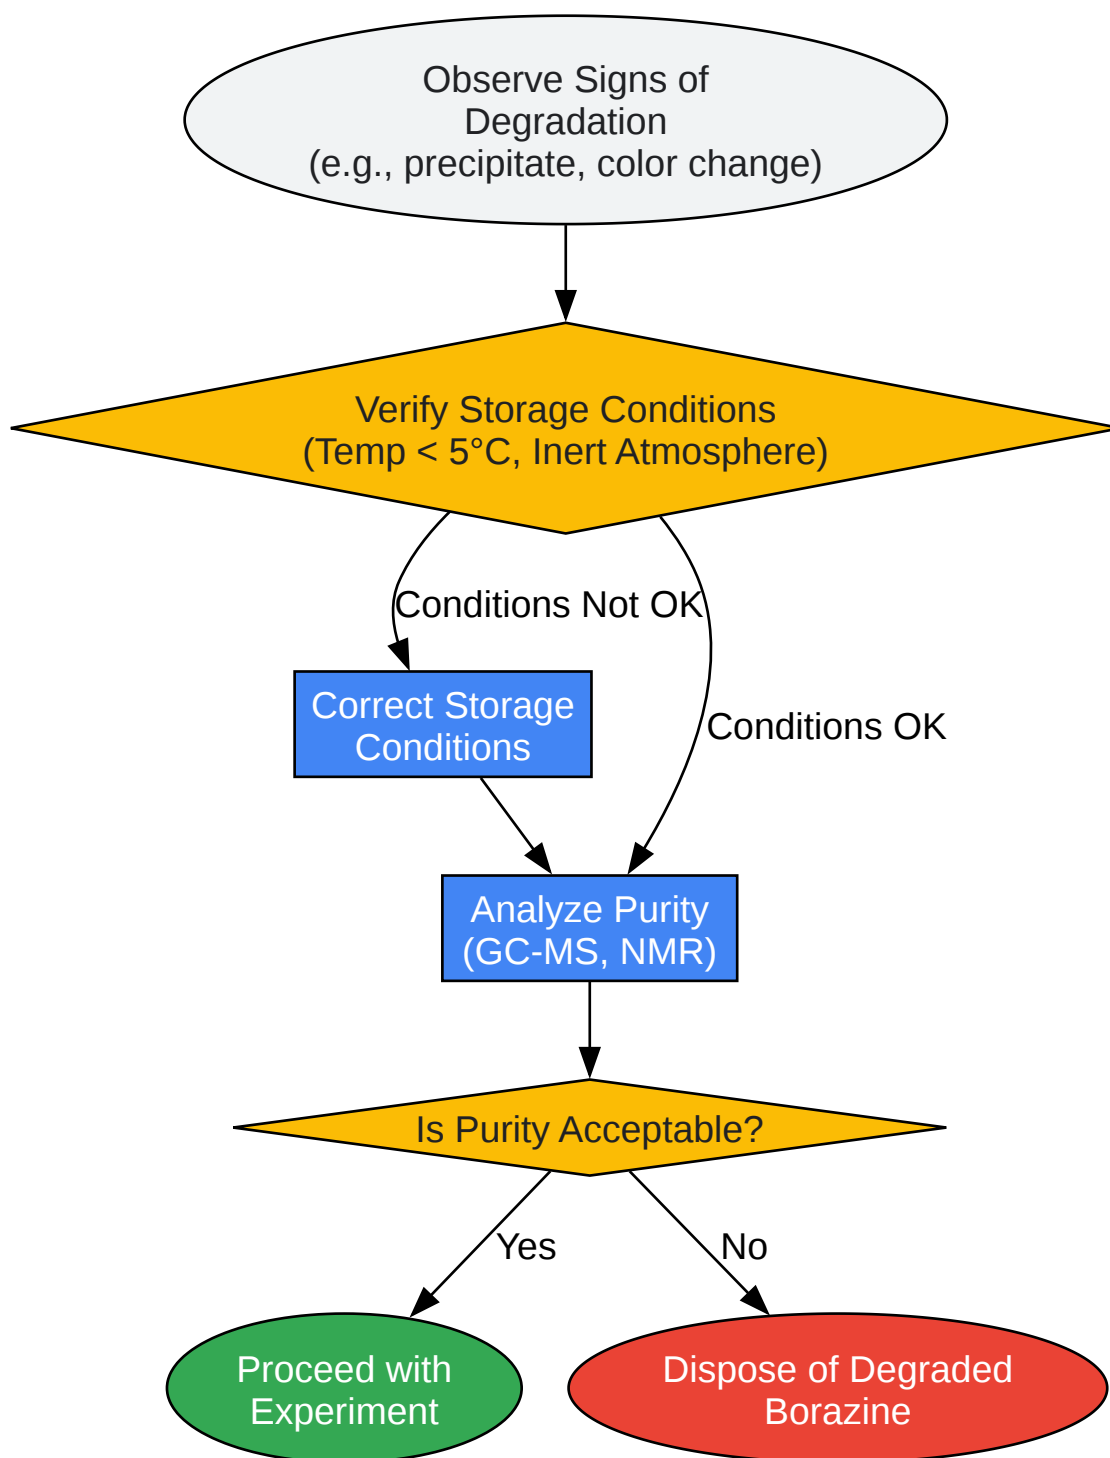 Observe Signs of
Degradation
(e.g., precipitate, color change)
Verify Storage Conditions
(Temp < 5°C, Inert Atmosphere)
Conditions Not OK
Correct Storage
Conditions
Conditions OK
Analyze Purity
(GC-MS, NMR)
Is Purity Acceptable?
Yes
No
Proceed with
Experiment
Dispose of Degraded
Borazine